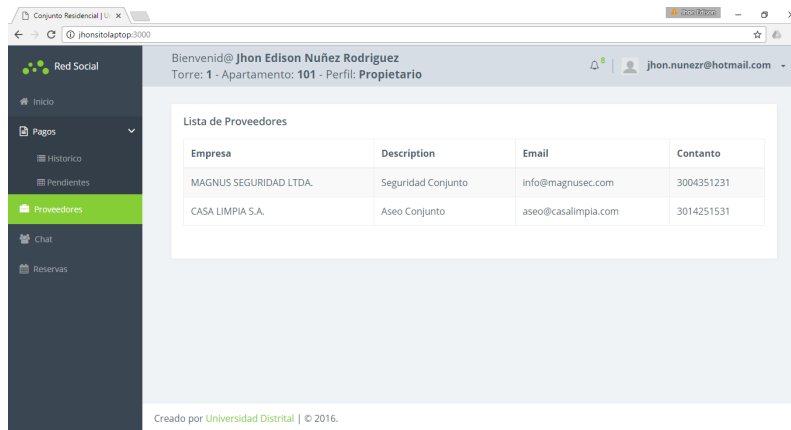 Conjunto Residencial | U
Jhon Edison
jhonsitolaptop:3000
Red Social
Bienvenid@ Jhon Edison Nuñez Rodriguez
Torre: 1 - Apartamento: 101 - Perfil: Propietario
8
jhon.nunezr@hotmail.com
Inicio
Pagos
Historico
Pendientes
Proveedores
Chat
Reservas
Lista de Proveedores
Empresa Description Email Contanto
MAGNUS SEGURIDAD LTDA. Seguridad Conjunto info@magnusec.com 3004351231
CASA LIMPIA S.A. Aseo Conjunto aseo@casalimpia.com 3014251531
Creado por Universidad Distrital | © 2016.